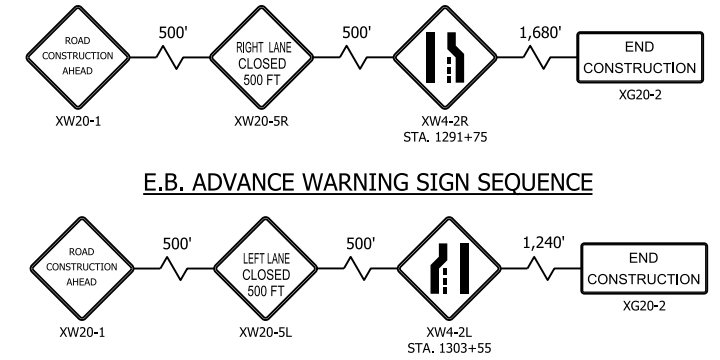 500'
500'
1,680'
ROAD
CONSTRUCTION
AHEAD
RIGHT LANE
CLOSED
500 FT
END
CONSTRUCTION
XW20-1
XW20-5R
XW4-2R
STA. 1291+75
XG20-2
E.B. ADVANCE WARNING SIGN SEQUENCE
500'
500'
1,240'
ROAD
CONSTRUCTION
AHEAD
LEFT LANE
CLOSED
500 FT
END
CONSTRUCTION
XW20-1
XW20-5L
XW4-2L
STA. 1303+55
XG20-2